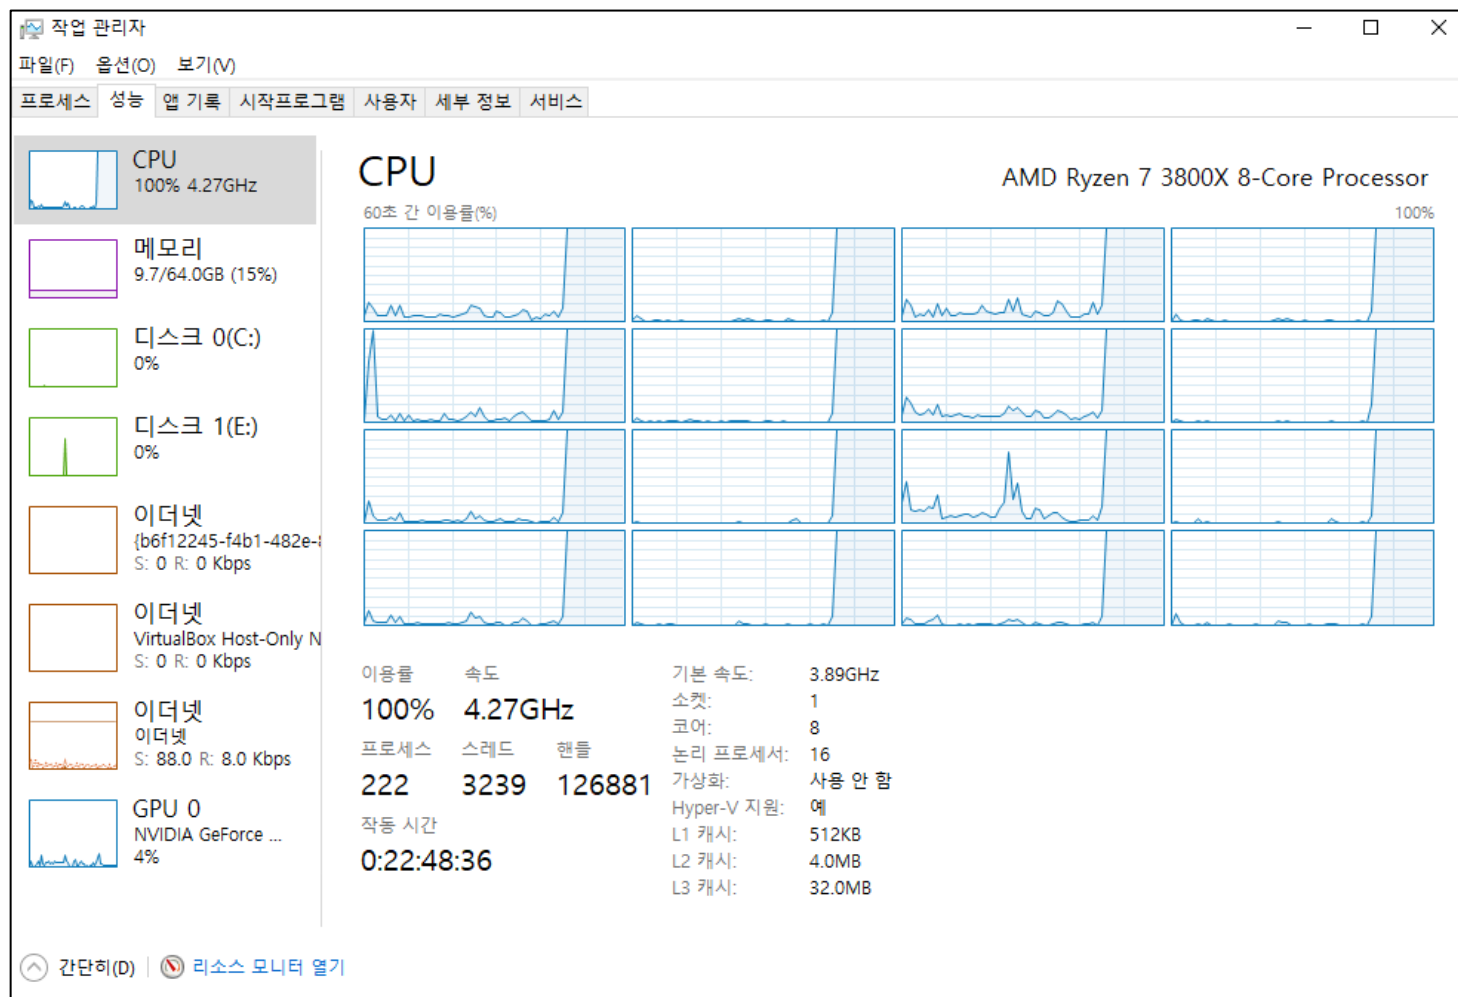 작업 관리자
파일(F) 옵션(O) 보기(V)
프로세스 성능 앱 기록 시작프로그램 사용자 세부 정보 서비스
CPU
100% 4.27GHz
메모리
9.7/64.0GB (15%)
디스크 0(C:)
0%
디스크 1(E:)
0%
이더넷
{b6f12245-f4b1-482e-
S: 0 R: 0 Kbps
이더넷
VirtualBox Host-Only N
S: 0 R: 0 Kbps
이더넷
이더넷
S: 88.0 R: 8.0 Kbps
GPU 0
NVIDIA GeForce ...
4%
CPU
AMD Ryzen 7 3800X 8-Core Processor
60초 간 이용률(%) 100%
이용률 속도
100% 4.27GHz
프로세스 스레드 핸들
222 3239 126881
작동 시간
0:22:48:36
기본 속도: 3.89GHz
소켓: 1
코어: 8
논리 프로세서: 16
가상화: 사용 안 함
Hyper-V 지원: 예
L1 캐시: 512KB
L2 캐시: 4.0MB
L3 캐시: 32.0MB
간단히(D) 리소스 모니터 열기